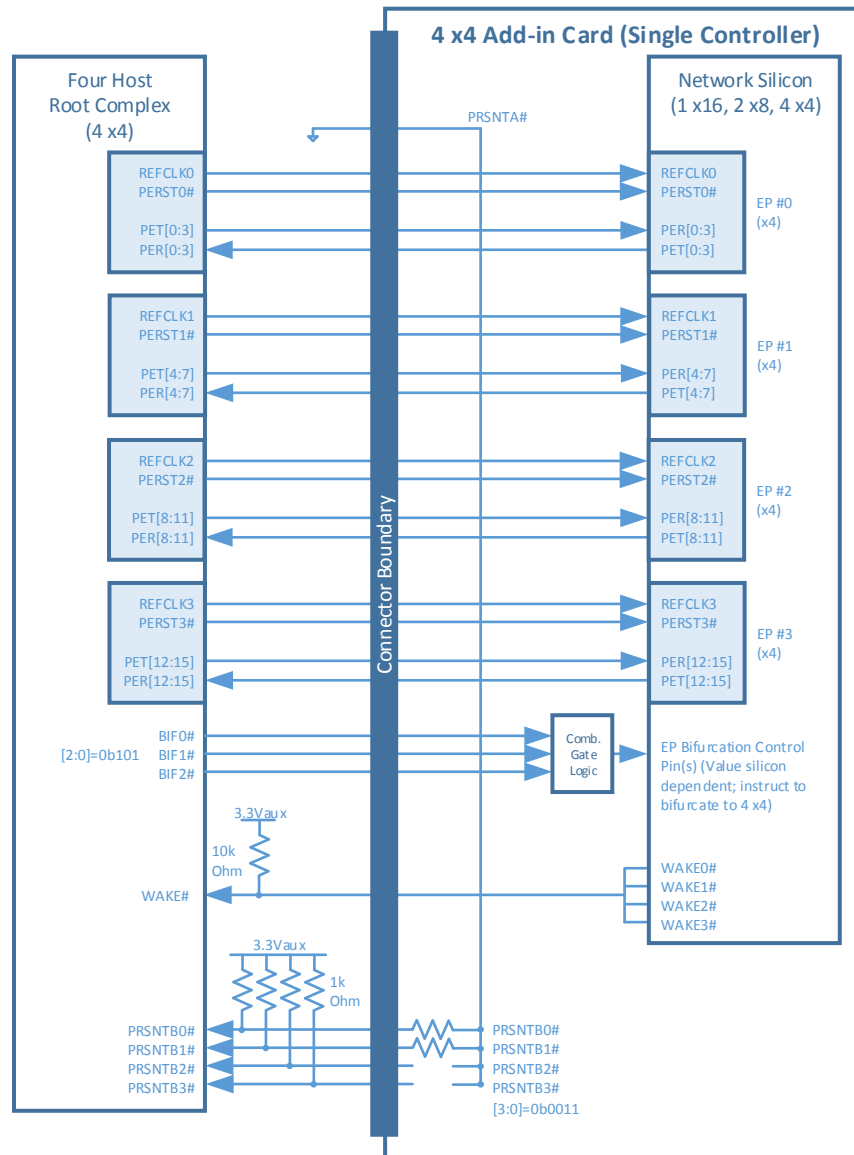 4 x4 Add-in Card (Single Controller)
Four Host
Root Complex
(4 x4)
Network Silicon
(1 x16, 2 x8, 4 x4)
PRSNTA#
REFCLK0
PERST0#
PET[0:3]
PER[0:3]
REFCLK0
PERST0#
PER[0:3]
PET[0:3]
EP #0
(x4)
REFCLK1
PERST1#
PET[4:7]
PER[4:7]
REFCLK1
PERST1#
PER[4:7]
PET[4:7]
EP #1
(x4)
REFCLK2
PERST2#
PET[8:11]
PER[8:11]
REFCLK2
PERST2#
PER[8:11]
PET[8:11]
EP #2
(x4)
REFCLK3
PERST3#
PET[12:15]
PER[12:15]
REFCLK3
PERST3#
PER[12:15]
PET[12:15]
EP #3
(x4)
Connector Boundary
[2:0]=0b101
BIF0#
BIF1#
BIF2#
Comb.
Gate
Logic
EP Bifurcation Control
Pin(s) (Value silicon
dependent; instruct to
bifurcate to 4 x4)
3.3Vaux
10k
Ohm
WAKE#
WAKE0#
WAKE1#
WAKE2#
WAKE3#
3.3Vaux
1k
Ohm
PRSNTB0#
PRSNTB1#
PRSNTB2#
PRSNTB3#
PRSNTB0#
PRSNTB1#
PRSNTB2#
PRSNTB3#
[3:0]=0b0011